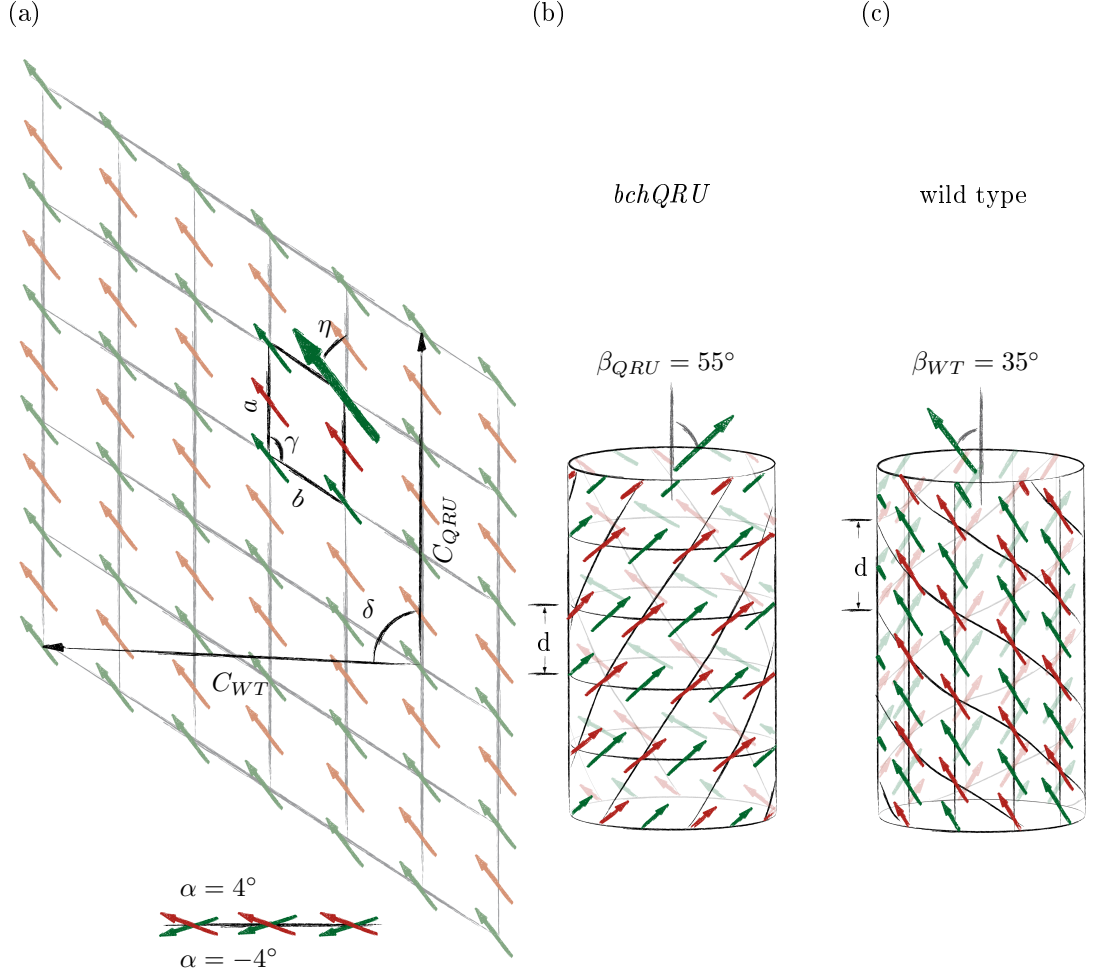 (a)
(b)
(c)
bchQRU
wild type
η
β_QRU = 55°
β_WT = 35°
a
γ
b
C_QRU
d
d
δ
C_WT
α = 4°
α = −4°